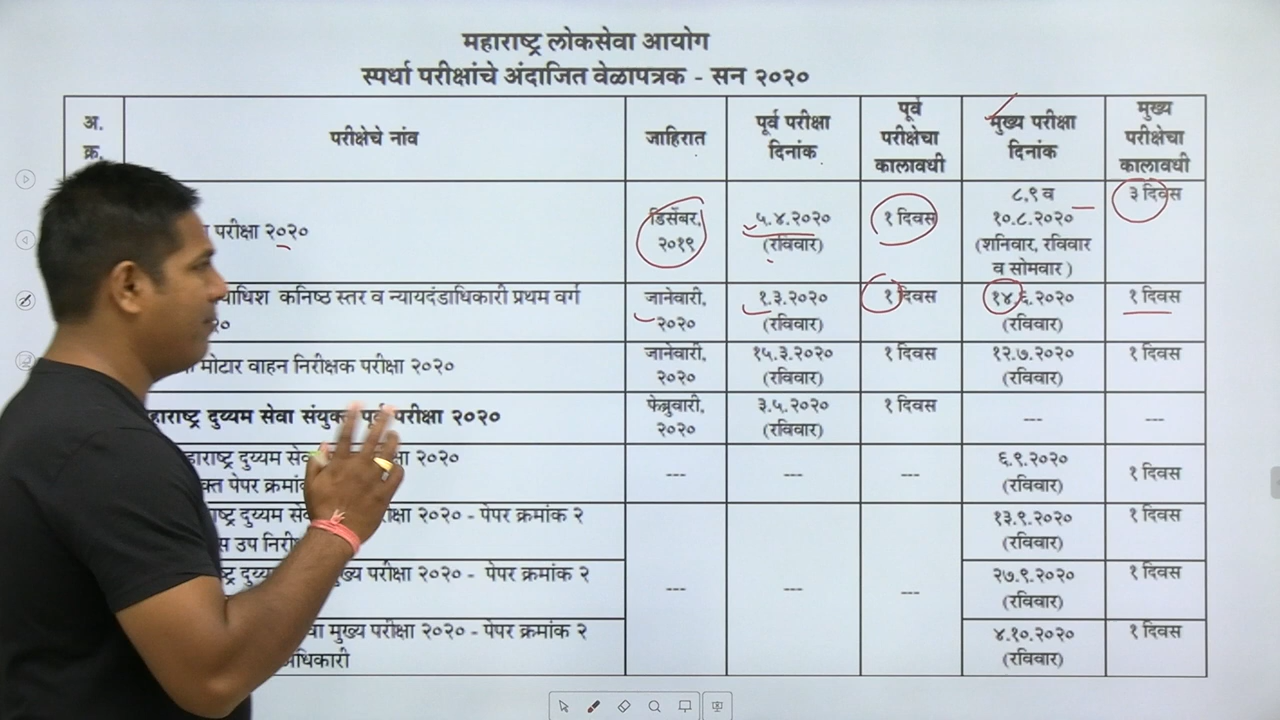 महाराष्ट्र लोकसेवा आयोग
स्पर्धा परीक्षांचे अंदाजित वेळापत्रक - सन २०२०
अ. क्र. परीक्षेचे नांव जाहिरात पूर्व परीक्षा दिनांक पूर्व परीक्षेचा कालावधी मुख्य परीक्षा दिनांक मुख्य परीक्षेचा कालावधी
परीक्षा २०२० डिसेंबर, २०१९ ५.४.२०२० (रविवार) १ दिवस ८,९ व १०.८.२०२० (शनिवार, रविवार व सोमवार ) ३ दिवस
कनिष्ठ स्तर व न्यायदंडाधिकारी प्रथम वर्ग जानेवारी, २०२० १.३.२०२० (रविवार) १ दिवस १४.६.२०२० (रविवार) १ दिवस
मोटार वाहन निरीक्षक परीक्षा २०२० जानेवारी, २०२० १५.३.२०२० (रविवार) १ दिवस १२.७.२०२० (रविवार) १ दिवस
दुय्यम सेवा संयुक्त पूर्व परीक्षा २०२० फेब्रुवारी, २०२० ३.५.२०२० (रविवार) १ दिवस --- ---
दुय्यम २०२० --- --- --- ६.९.२०२० (रविवार) १ दिवस
पेपर
दुय्यम २०२० - पेपर क्रमांक २ १३.९.२०२० (रविवार) १ दिवस
उप
मुख्य परीक्षा २०२० - पेपर क्रमांक २ --- --- --- २७.९.२०२० (रविवार) १ दिवस
मुख्य परीक्षा २०२० - पेपर क्रमांक २ ४.१०.२०२० (रविवार) १ दिवस